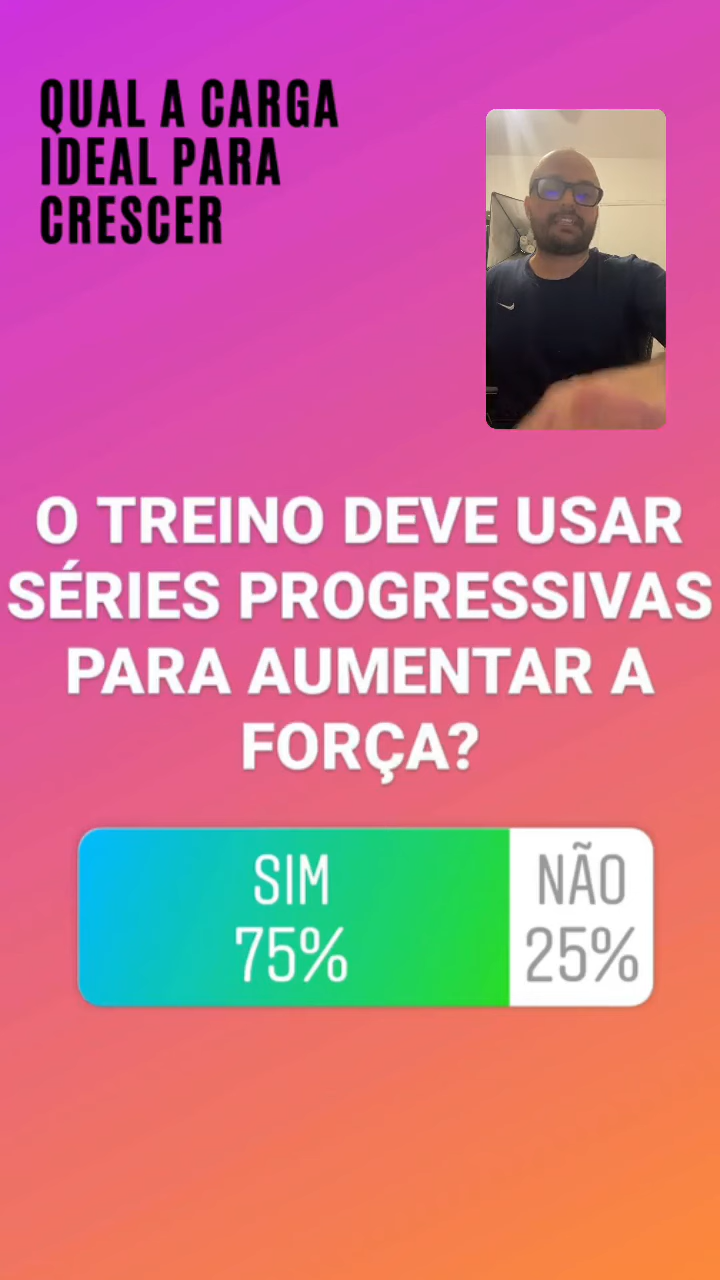 QUAL A CARGA
IDEAL PARA
CRESCER
O TREINO DEVE USAR
SÉRIES PROGRESSIVAS
PARA AUMENTAR A
FORÇA?
SIM
NÃO
75%
25%